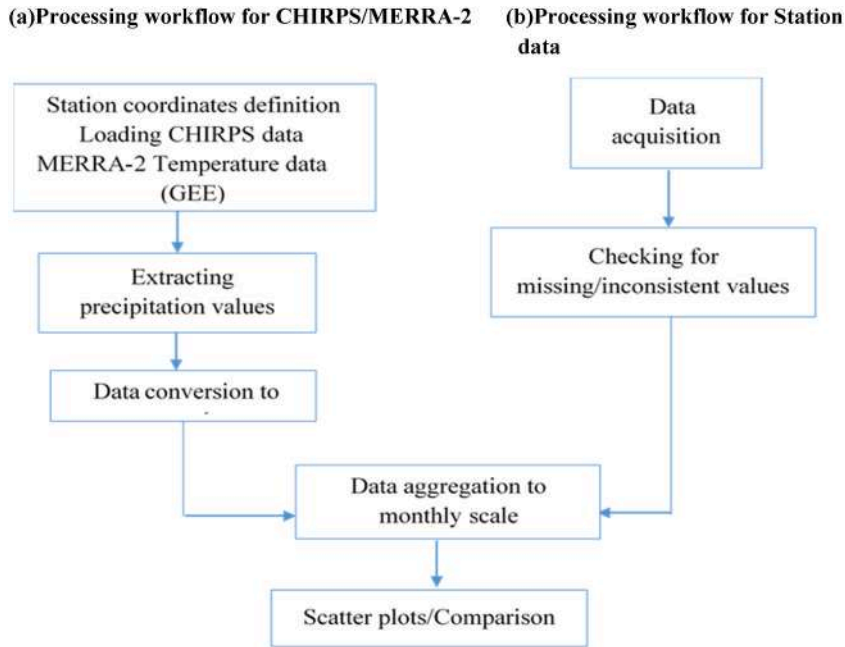 (a)Processing workflow for CHIRPS/MERRA-2
(b)Processing workflow for Station
data
Station coordinates definition
Loading CHIRPS data
MERRA-2 Temperature data
(GEE)
Extracting
precipitation values
Data conversion to
Data
acquisition
Checking for
missing/inconsistent values
Data aggregation to
monthly scale
Scatter plots/Comparison